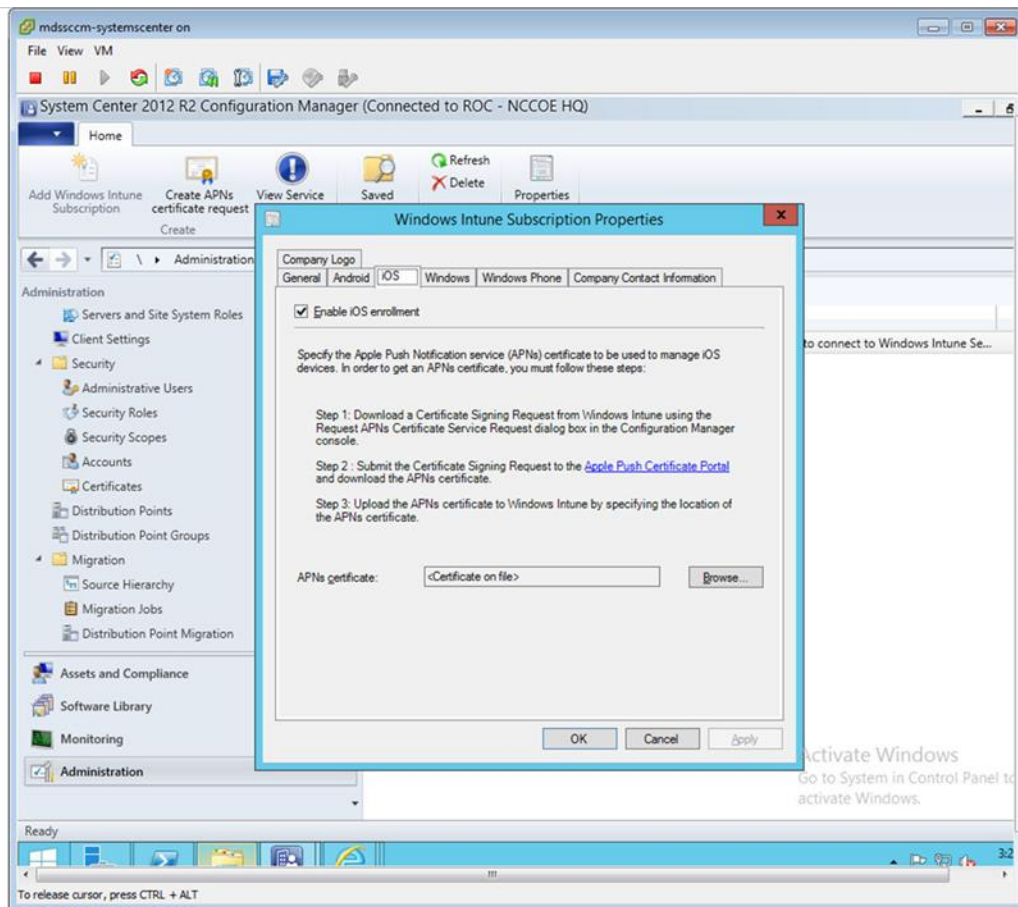 mdssccm-systemscenter on
File View VM
System Center 2012 R2 Configuration Manager (Connected to ROC - NCCOE HQ)
Home
Refresh
Delete
Add Windows Intune Subscription
Create APNs certificate request
View Service
Saved
Properties
Create
Windows Intune Subscription Properties
x
\ Administration
Company Logo
General Android iOS Windows Windows Phone Company Contact Information
Enable iOS enrollment
Specify the Apple Push Notification service (APNs) certificate to be used to manage iOS
devices. In order to get an APNs certificate, you must follow these steps:
Step 1: Download a Certificate Signing Request from Windows Intune using the
Request APNs Certificate Service Request dialog box in the Configuration Manager
console.
Step 2 : Submit the Certificate Signing Request to the Apple Push Certificate Portal
and download the APNs certificate.
Step 3: Upload the APNs certificate to Windows Intune by specifying the location of
the APNs certificate.
APNs certificate:
<Certificate on file>
Browse...
OK
Cancel
Apply
to connect to Windows Intune Se...
Administration
Servers and Site System Roles
Client Settings
Security
Administrative Users
Security Roles
Security Scopes
Accounts
Certificates
Distribution Points
Distribution Point Groups
Migration
Source Hierarchy
Migration Jobs
Distribution Point Migration
Assets and Compliance
Software Library
Monitoring
Administration
Activate Windows
Go to System in Control Panel to
activate Windows.
Ready
3:2
To release cursor, press CTRL + ALT